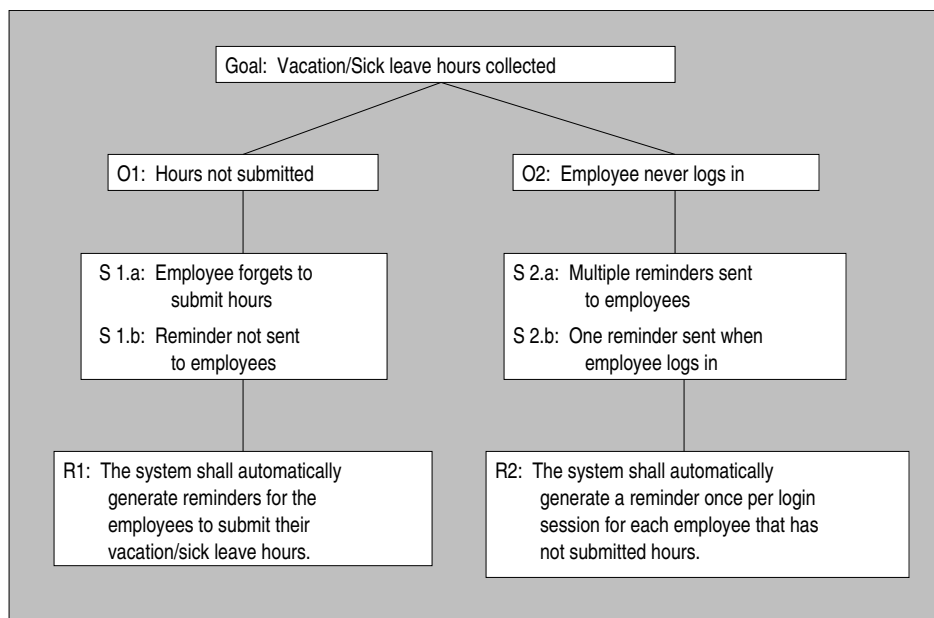 Goal: Vacation/Sick leave hours collected
O1: Hours not submitted
O2: Employee never logs in
S 1.a: Employee forgets to
submit hours
S 1.b: Reminder not sent
to employees
S 2.a: Multiple reminders sent
to employees
S 2.b: One reminder sent when
employee logs in
R1: The system shall automatically
generate reminders for the
employees to submit their
vacation/sick leave hours.
R2: The system shall automatically
generate a reminder once per login
session for each employee that has
not submitted hours.